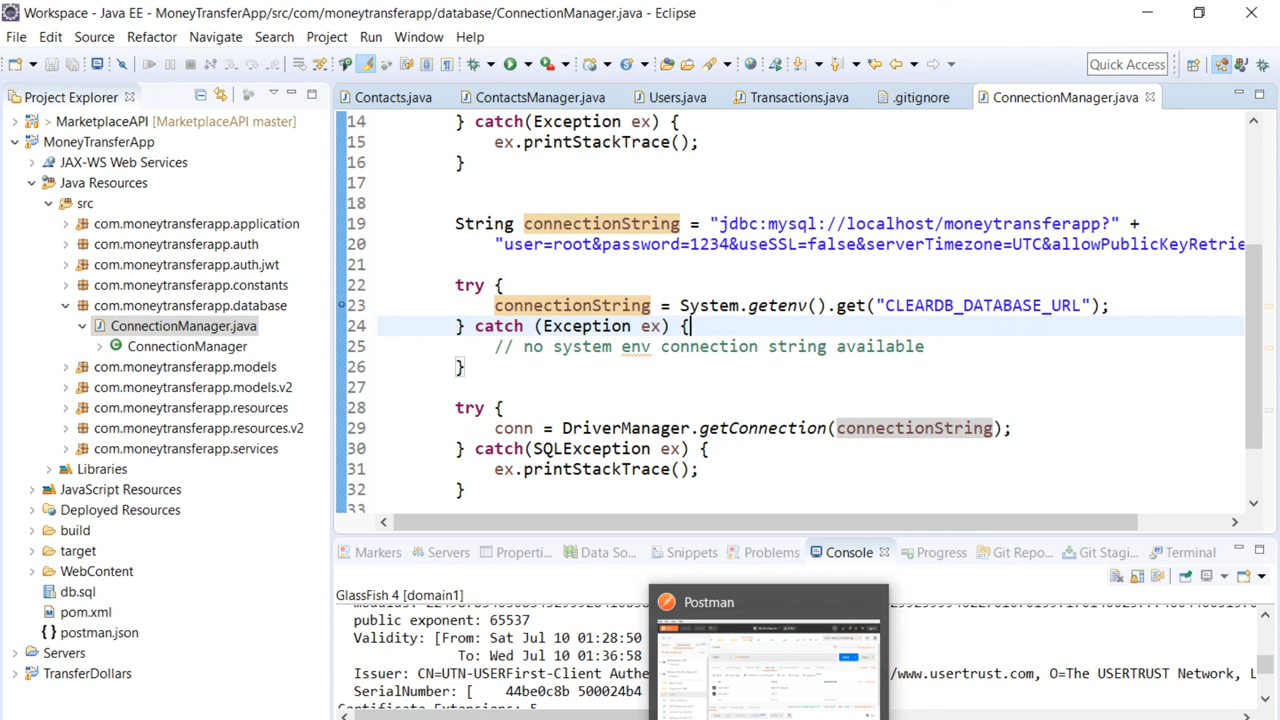 Workspace - Java EE - MoneyTransferApp/src/com/moneytransferapp/database/ConnectionManager.java - Eclipse
File Edit Source Refactor Navigate Search Project Run Window Help
Quick Access
Project Explorer
Contacts.java ContactsManager.java Users.java Transactions.java .gitignore ConnectionManager.java
> MarketplaceAPI [MarketplaceAPI master]
MoneyTransferApp
JAX-WS Web Services
Java Resources
src
com.moneytransferapp.application
com.moneytransferapp.auth
com.moneytransferapp.auth.jwt
com.moneytransferapp.constants
com.moneytransferapp.database
ConnectionManager.java
ConnectionManager
com.moneytransferapp.models
com.moneytransferapp.models.v2
com.moneytransferapp.resources
com.moneytransferapp.resources.v2
com.moneytransferapp.services
Libraries
JavaScript Resources
Deployed Resources
build
target
WebContent
db.sql
pom.xml
postman.json
Servers
TransferDollars
14 } catch(Exception ex) {
15 ex.printStackTrace();
16 }
17
18
19 String connectionString = "jdbc:mysql://localhost/moneytransferapp?" +
20 "user=root&password=1234&useSSL=false&serverTimezone=UTC&allowPublicKeyRetrie
21
22 try {
23 connectionString = System.getenv().get("CLEARDB_DATABASE_URL");
24 } catch (Exception ex) {
25 // no system env connection string available
26 }
27
28 try {
29 conn = DriverManager.getConnection(connectionString);
30 } catch(SQLException ex) {
31 ex.printStackTrace();
32 }
33
Markers Servers Properti... Data So... Snippets Problems Console Progress Git Repo... Git Stagi... Terminal
GlassFish 4 [domain1]
public exponent: 65537
Validity: [From: Sat Jul 10 01:28:50
To: Wed Jul 10 01:36:58
Postman
/www.usertrust.com, O=The USERTRUST Network, L
SerialNumber: [ 4be0c8b 500024b4